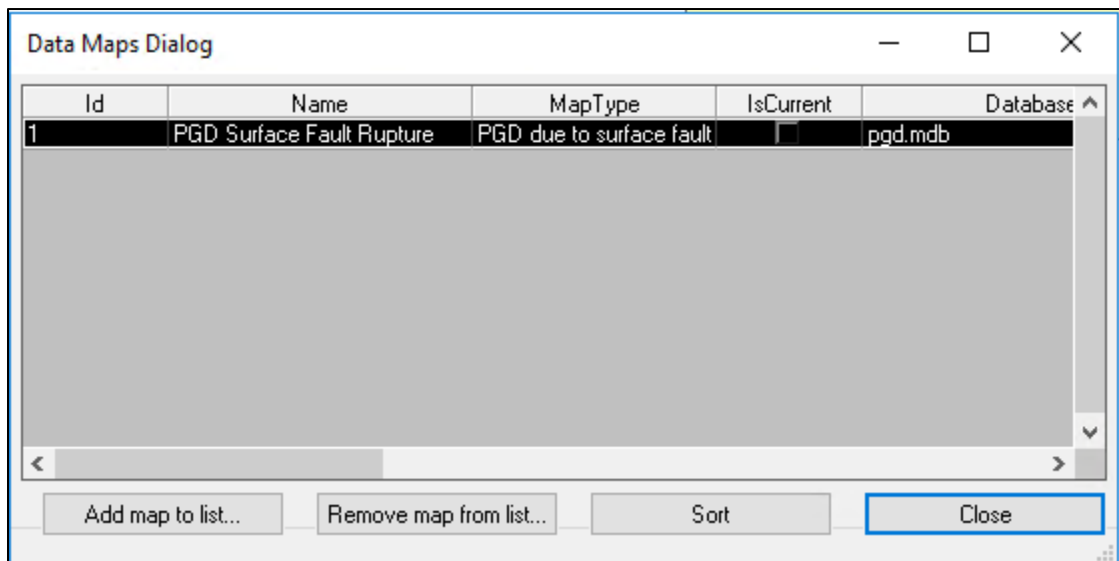 Data Maps Dialog
Id Name MapType IsCurrent Database
1 PGD Surface Fault Rupture PGD due to surface fault pgd.mdb
Add map to list... Remove map from list... Sort Close